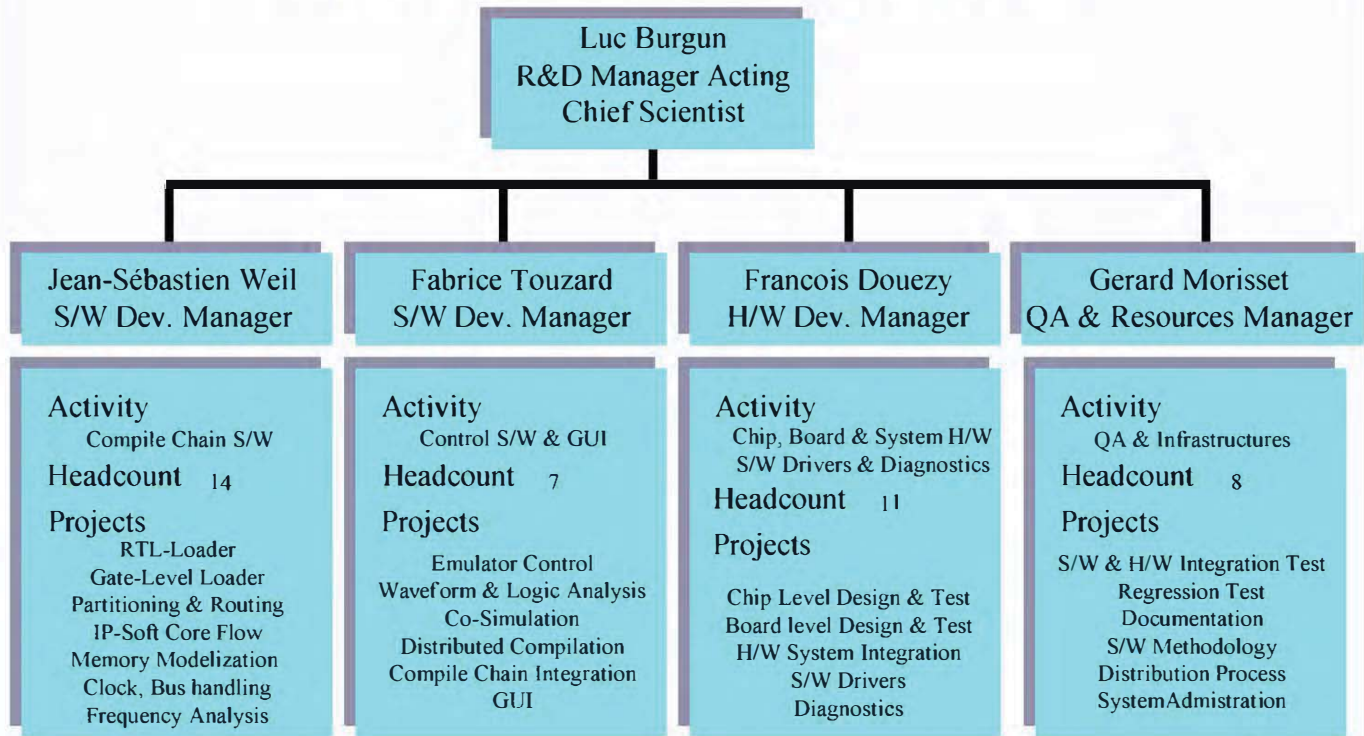 Luc Burgun
R&D Manager Acting
Chief Scientist
Jean-Sébastien Weil
S/W Dev. Manager
Activity
Compile Chain S/W
Headcount 14
Projects
RTL-Loader
Gate-Level Loader
Partitioning & Routing
IP-Soft Core Flow
Memory Modelization
Clock, Bus handling
Frequency Analysis
Fabrice Touzard
S/W Dev. Manager
Activity
Control S/W & GUI
Headcount 7
Projects
Emulator Control
Waveform & Logic Analysis
Co-Simulation
Distributed Compilation
Compile Chain Integration
GUI
Francois Douezy
H/W Dev. Manager
Activity
Chip, Board & System H/W
S/W Drivers & Diagnostics
Headcount 11
Projects
Chip Level Design & Test
Board level Design & Test
H/W System Integration
S/W Drivers
Diagnostics
Gerard Morisset
QA & Resources Manager
Activity
QA & Infrastructures
Headcount 8
Projects
S/W & H/W Integration Test
Regression Test
Documentation
S/W Methodology
Distribution Process
SystemAdmistration